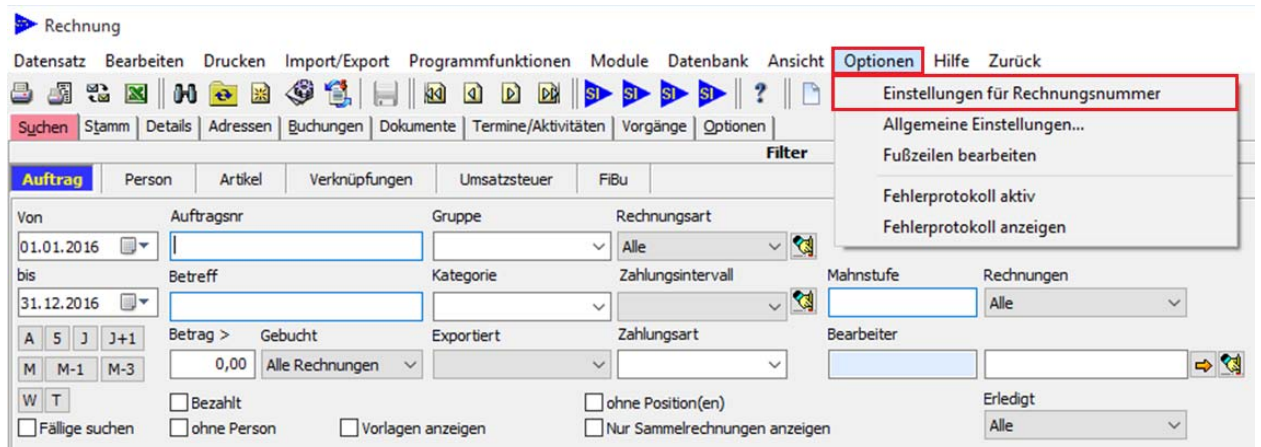 Rechnung
Datensatz Bearbeiten Drucken Import/Export Programmfunktionen Module Datenbank Ansicht Optionen Hilfe Zurück
SI SI SI SI ?
Einstellungen für Rechnungsnummer
Allgemeine Einstellungen...
Fußzeilen bearbeiten
Fehlerprotokoll aktiv
Fehlerprotokoll anzeigen
Suchen Stamm Details Adressen Buchungen Dokumente Termine/Aktivitäten Vorgänge Optionen
Filter
Auftrag Person Artikel Verknüpfungen Umsatzsteuer FiBu
Von Auftragsnr Gruppe Rechnungsart
01.01.2016 Alle
bis Betreff Kategorie Zahlungsintervall Mahnstufe Rechnungen
31.12.2016 Alle
A 5 J J+1 Betrag > Gebucht Exportiert Zahlungsart Bearbeiter
M M-1 M-3 0,00 Alle Rechnungen
W T Bezahlt ohne Position(en) Erledigt
Fällige suchen ohne Person Vorlagen anzeigen Nur Sammelrechnungen anzeigen Alle